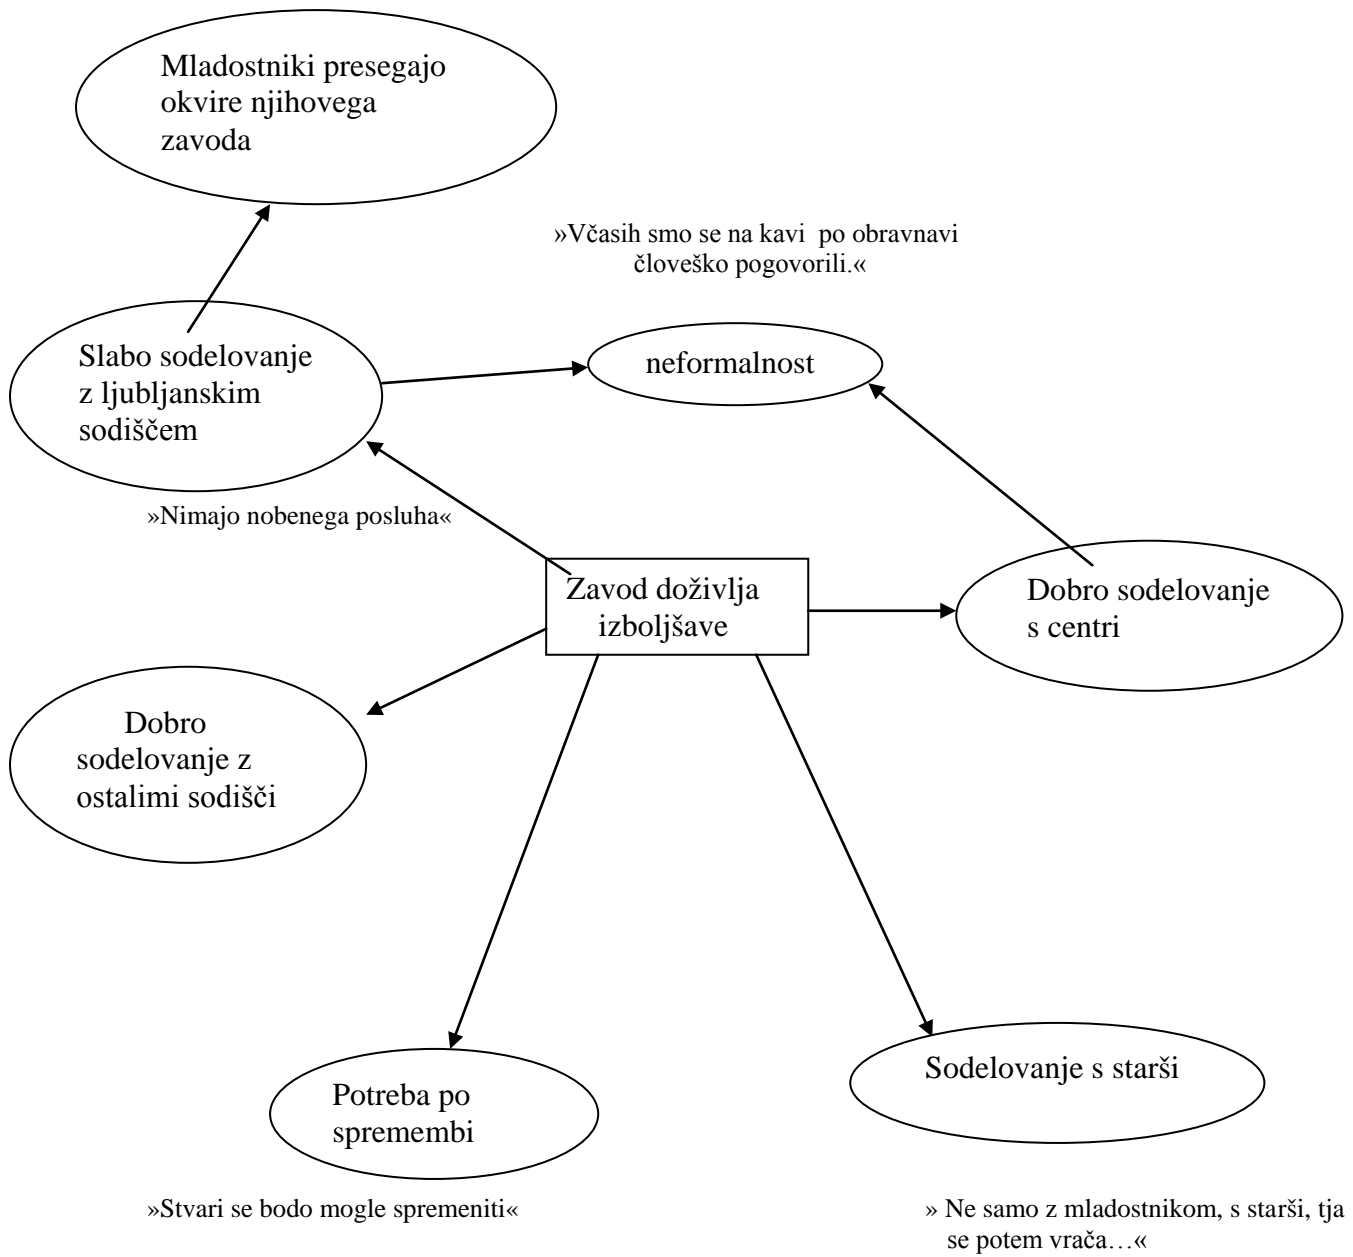 Mladostniki presegajo
okvire njihovega
zavoda
»Včasih smo se na kavi  po obravnavi
človeško pogovorili.«
Slabo sodelovanje
z ljubljanskim
sodiščem
neformalnost
»Nimajo nobenega posluha«
Zavod doživlja
izboljšave
Dobro sodelovanje
s centri
Dobro
sodelovanje z
ostalimi sodišči
Potreba po
spremembi
Sodelovanje s starši
»Stvari se bodo mogle spremeniti«
» Ne samo z mladostnikom, s starši, tja
se potem vrača…«